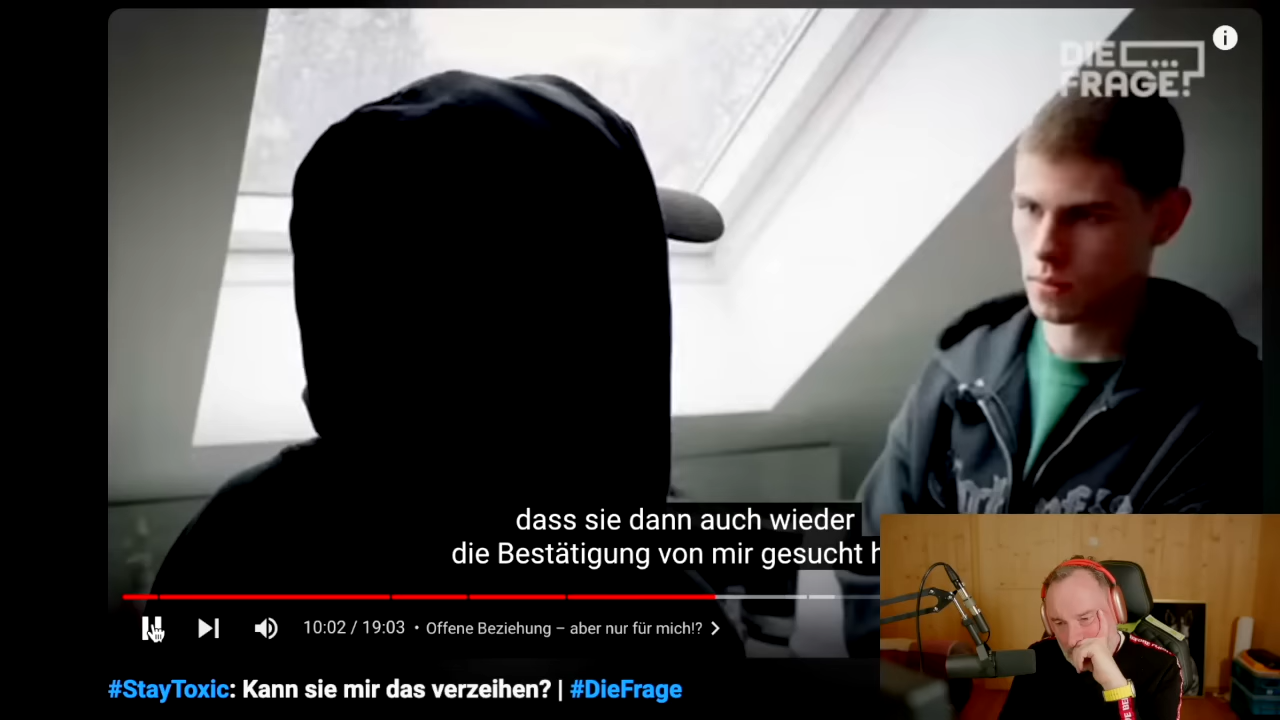 DIE ...
FRAGE?
dass sie dann auch wieder
die Bestätigung von mir gesucht h
10:02 / 19:03 • Offene Beziehung – aber nur für mich!?
#StayToxic: Kann sie mir das verzeihen? | #DieFrage